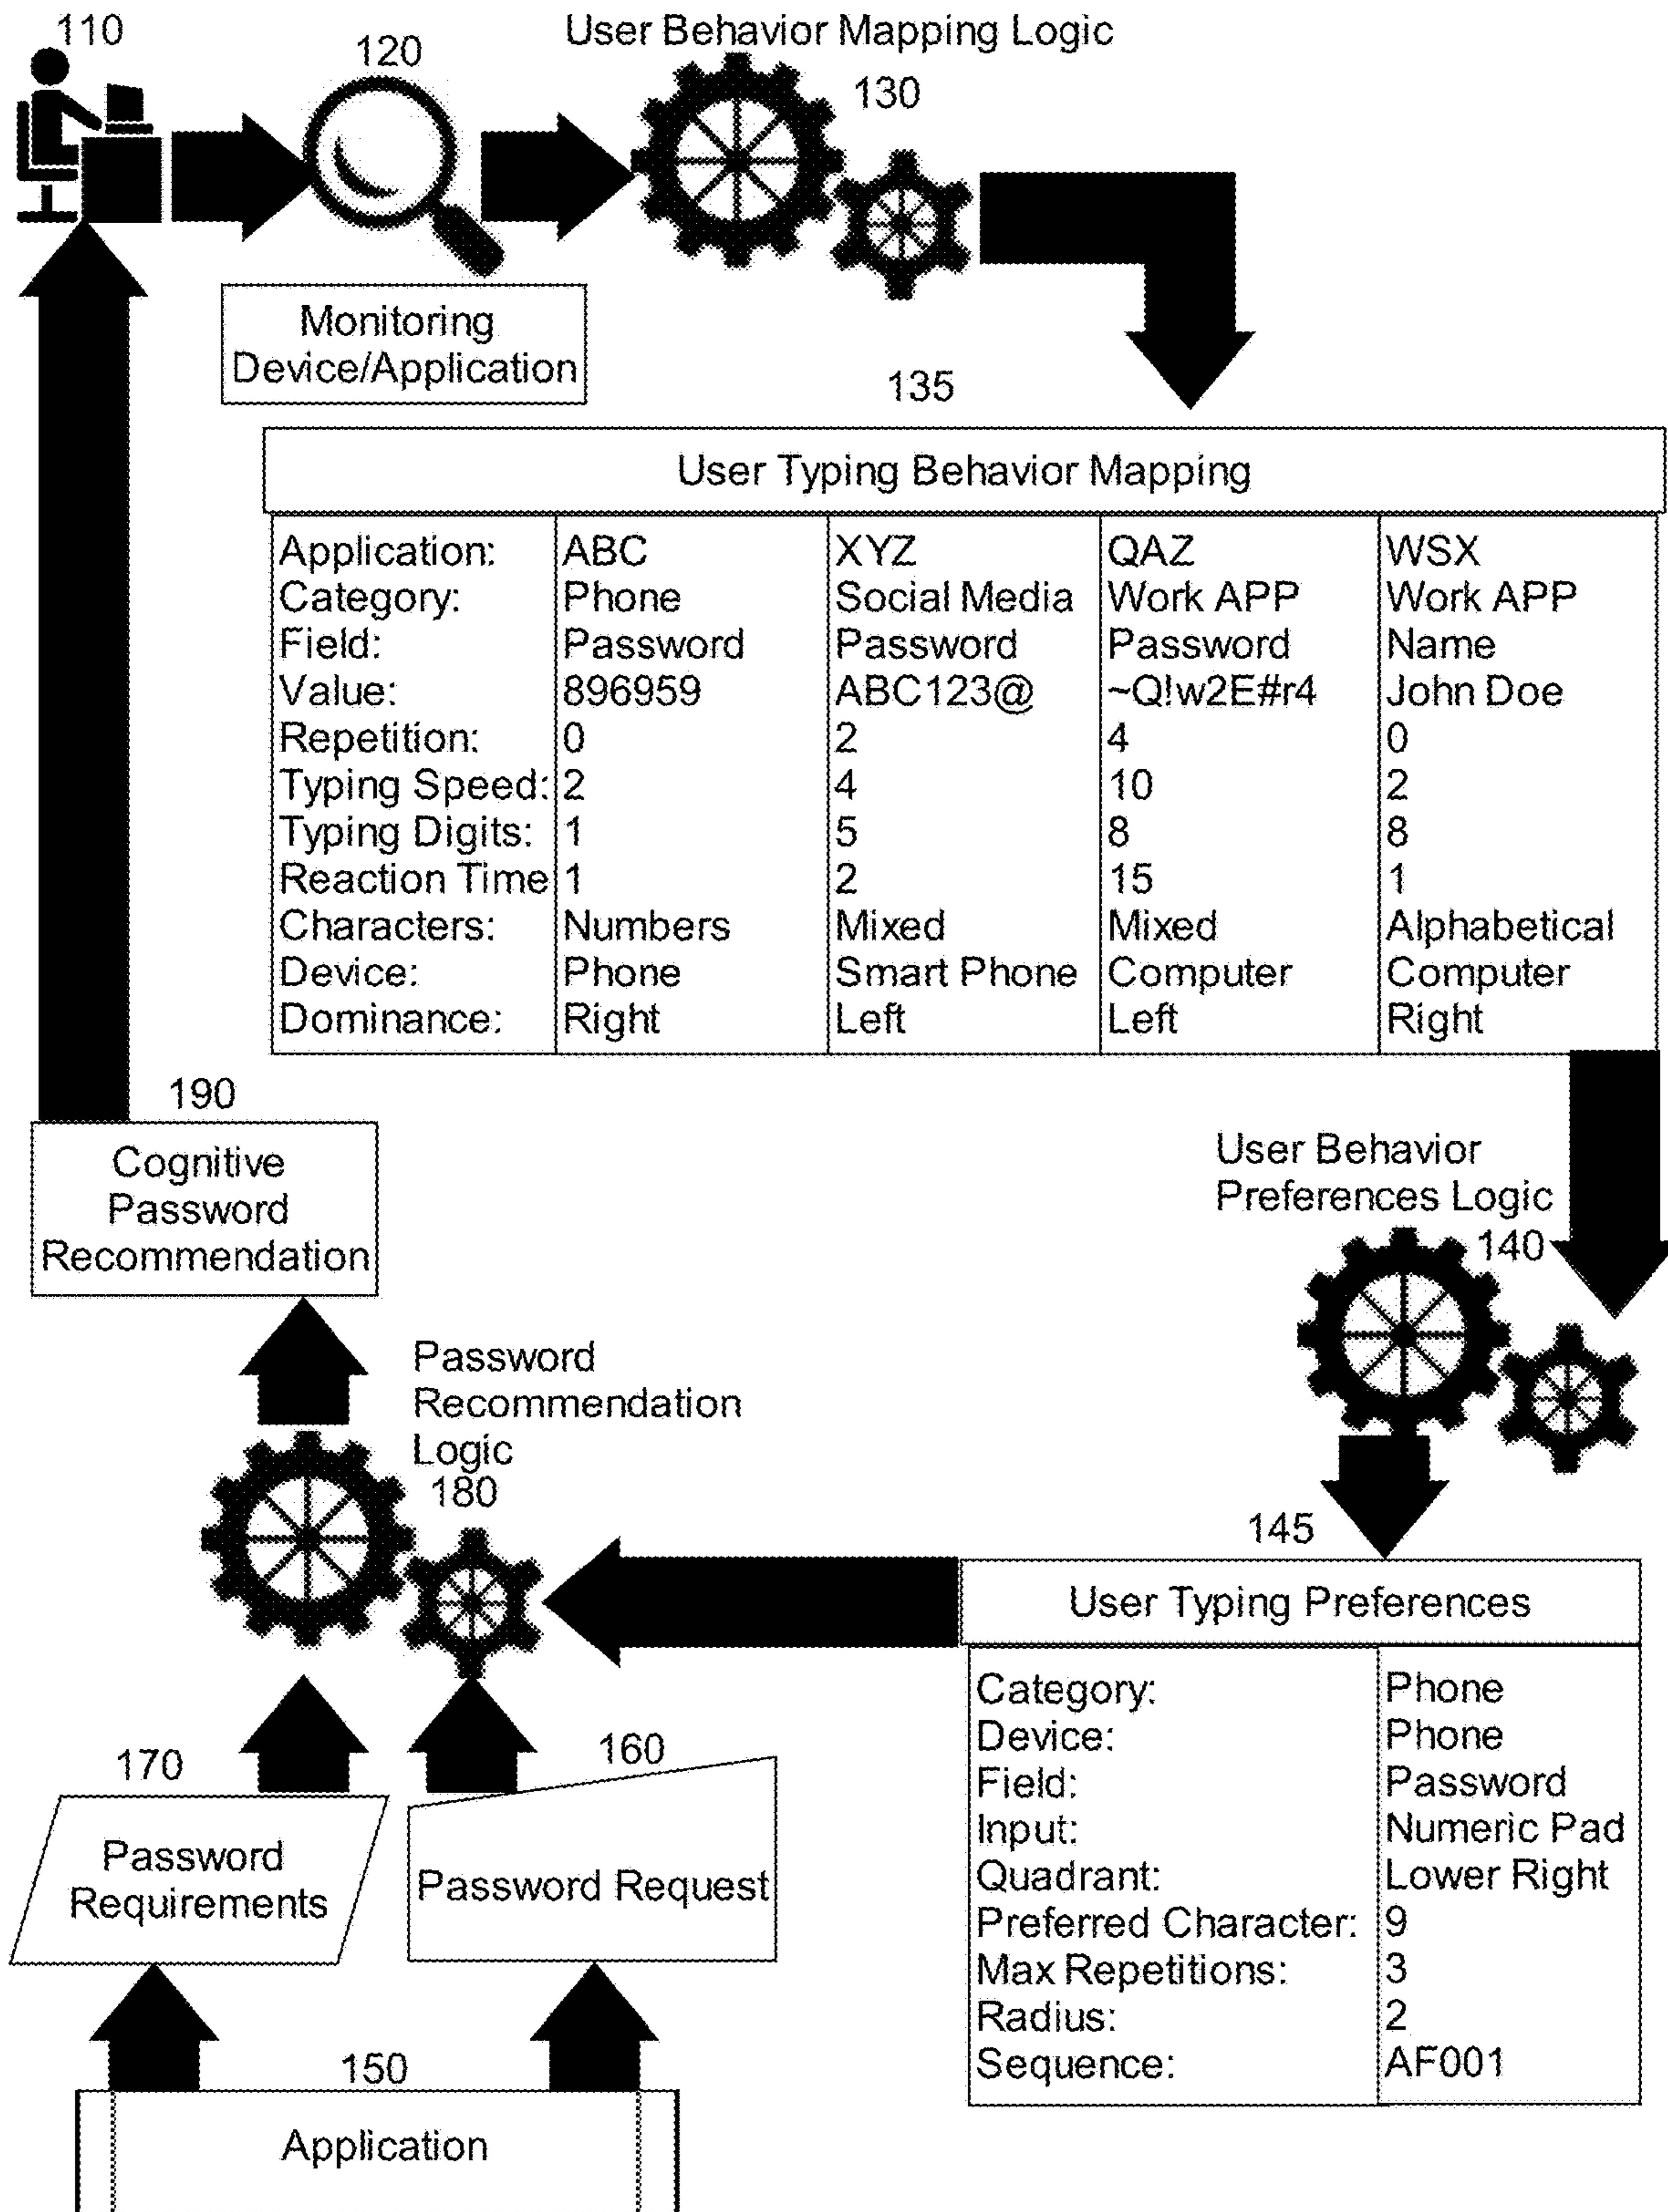 110
120
User Behavior Mapping Logic
130
Monitoring
Device/Application
135
User Typing Behavior Mapping
Application: ABC XYZ QAZ WSX
Category: Phone Social Media Work APP Work APP
Field: Password Password Password Name
Value: 896959 ABC123@ ~Q!w2E#r4 John Doe
Repetition: 0 2 4 0
Typing Speed: 2 4 10 2
Typing Digits: 1 5 8 8
Reaction Time 1 2 15 1
Characters: Numbers Mixed Mixed Alphabetical
Device: Phone Smart Phone Computer Computer
Dominance: Right Left Left Right
190
Cognitive
Password
Recommendation
User Behavior
Preferences Logic
140
Password
Recommendation
Logic
180
145
User Typing Preferences
Category: Phone
Device: Phone
Field: Password
Input: Numeric Pad
Quadrant: Lower Right
Preferred Character: 9
Max Repetitions: 3
Radius: 2
Sequence: AF001
170
Password
Requirements
160
Password Request
150
Application